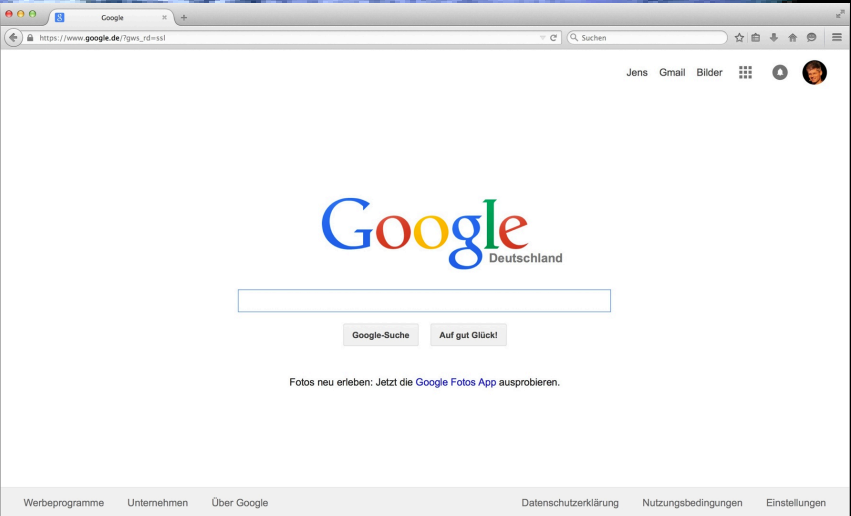 Google
https://www.google.de/?gws_rd=ssl
Suchen
Jens Gmail Bilder
Google
Deutschland
Google-Suche Auf gut Glück!
Fotos neu erleben: Jetzt die Google Fotos App ausprobieren.
Werbeprogramme Unternehmen Über Google Datenschutzerklärung Nutzungsbedingungen Einstellungen